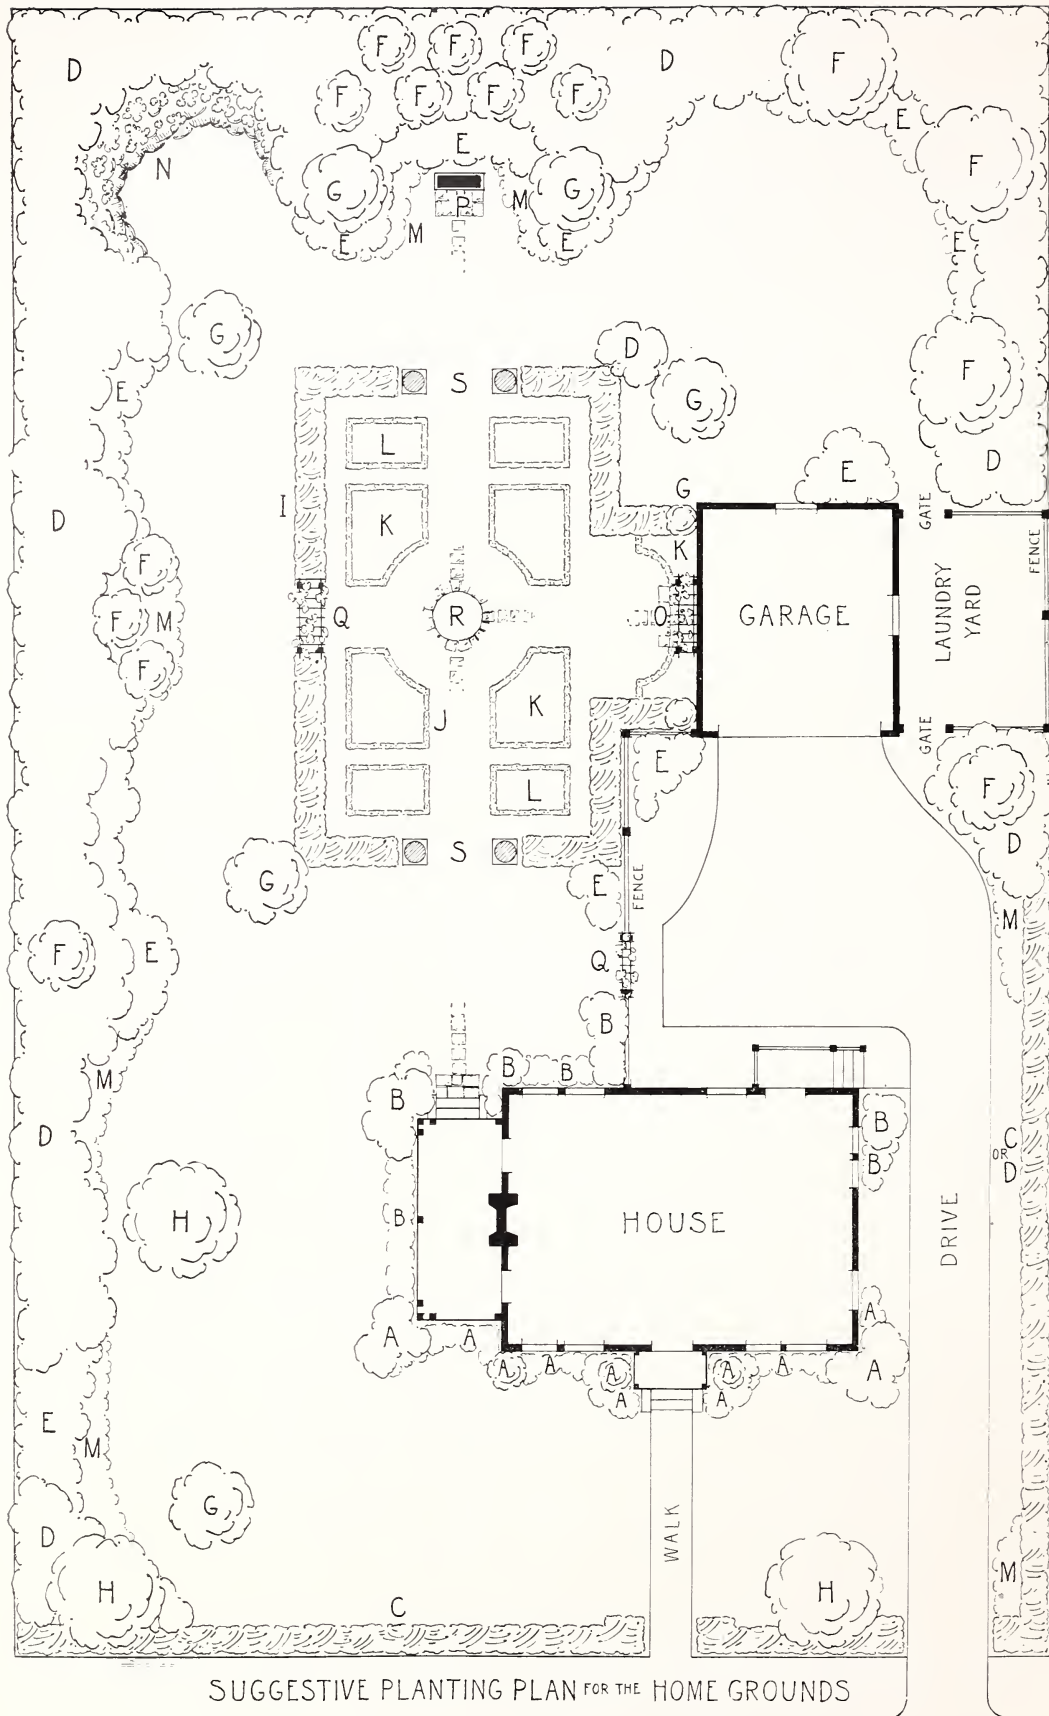 F F F
D D F
F F F F
E E
N F
G P M G
M
E E E
G
D F
E S G
L D
E
G GATE
I
D K K FENCE
F LAUNDRY
YARD
F M Q R O GARAGE
F
J K
GATE
E
L F
D
S
G E FENCE
M
F E Q
B
M B B B
B
D B
C
OR
D
H B HOUSE DRIVE
A
A A A A A A A A
A A
E
M
G WALK
D
H H M
C
SUGGESTIVE PLANTING PLAN FOR THE HOME GROUNDS